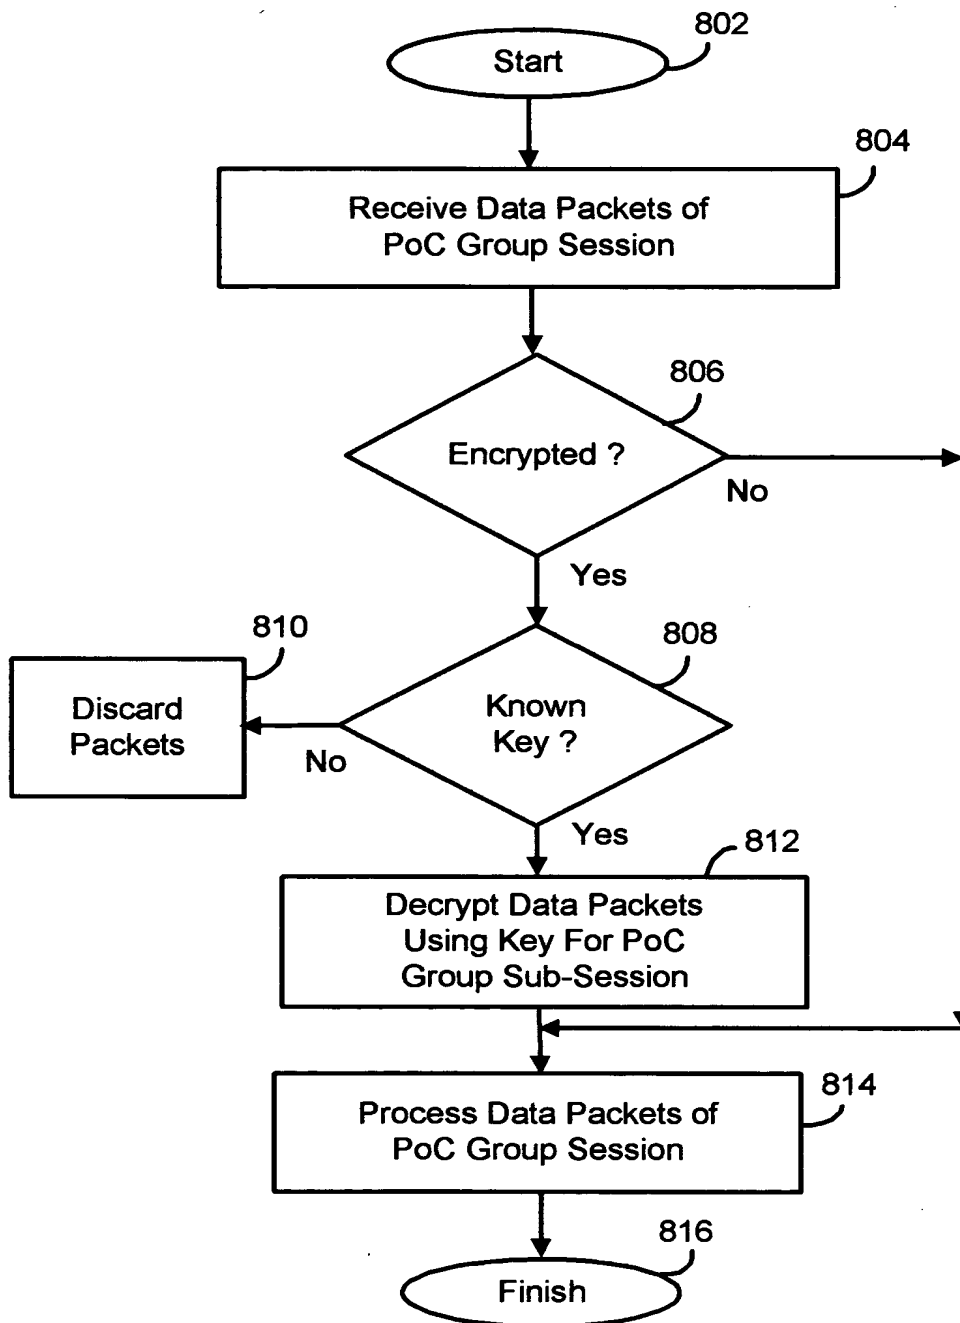 802
Start
804
Receive Data Packets of
PoC Group Session
806
Encrypted ?
No
Yes
810
808
Discard
Packets
Known
Key ?
No
Yes
812
Decrypt Data Packets
Using Key For PoC
Group Sub-Session
814
Process Data Packets of
PoC Group Session
816
Finish